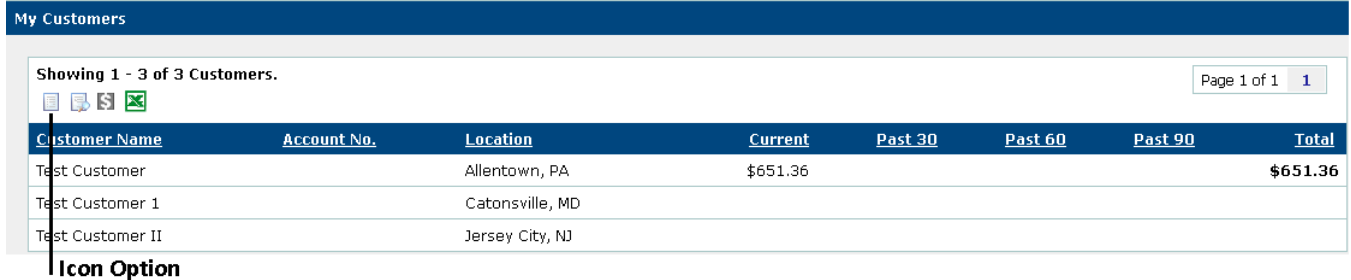 My Customers
Showing 1 - 3 of 3 Customers.
Page 1 of 1 1
$
Customer Name Account No. Location Current Past 30 Past 60 Past 90 Total
Test Customer Allentown, PA $651.36 $651.36
Test Customer 1 Catonsville, MD
Test Customer II Jersey City, NJ
Icon Option